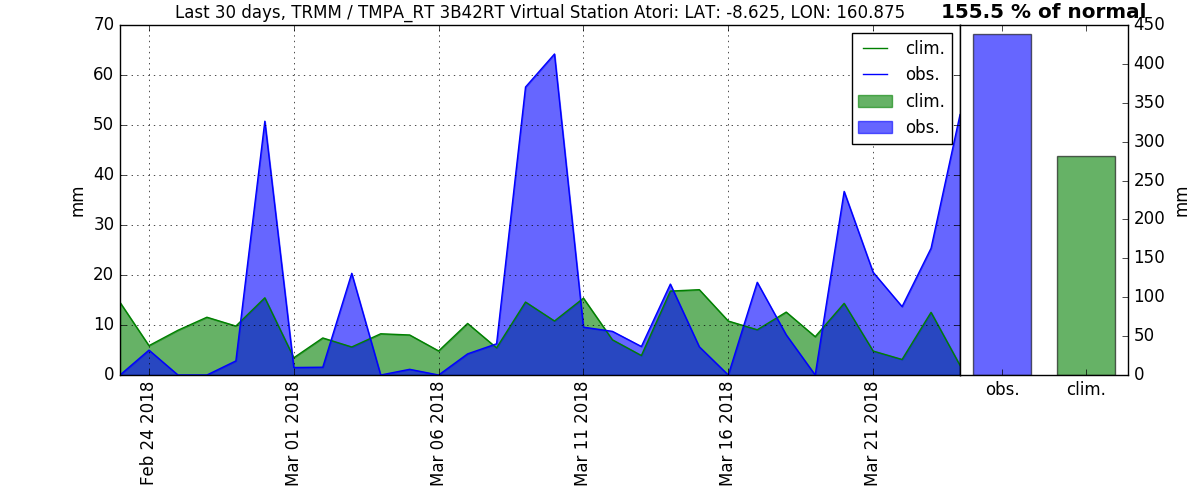 Last 30 days, TRMM / TMPA_RT 3B42RT Virtual Station Atori: LAT: -8.625, LON: 160.875
155.5 % of normal
70
60
50
40
30
20
10
0
mm
clim.
obs.
clim.
obs.
Feb 24 2018
Mar 01 2018
Mar 06 2018
Mar 11 2018
Mar 16 2018
Mar 21 2018
450
400
350
300
250
200
150
100
50
0
mm
obs.
clim.